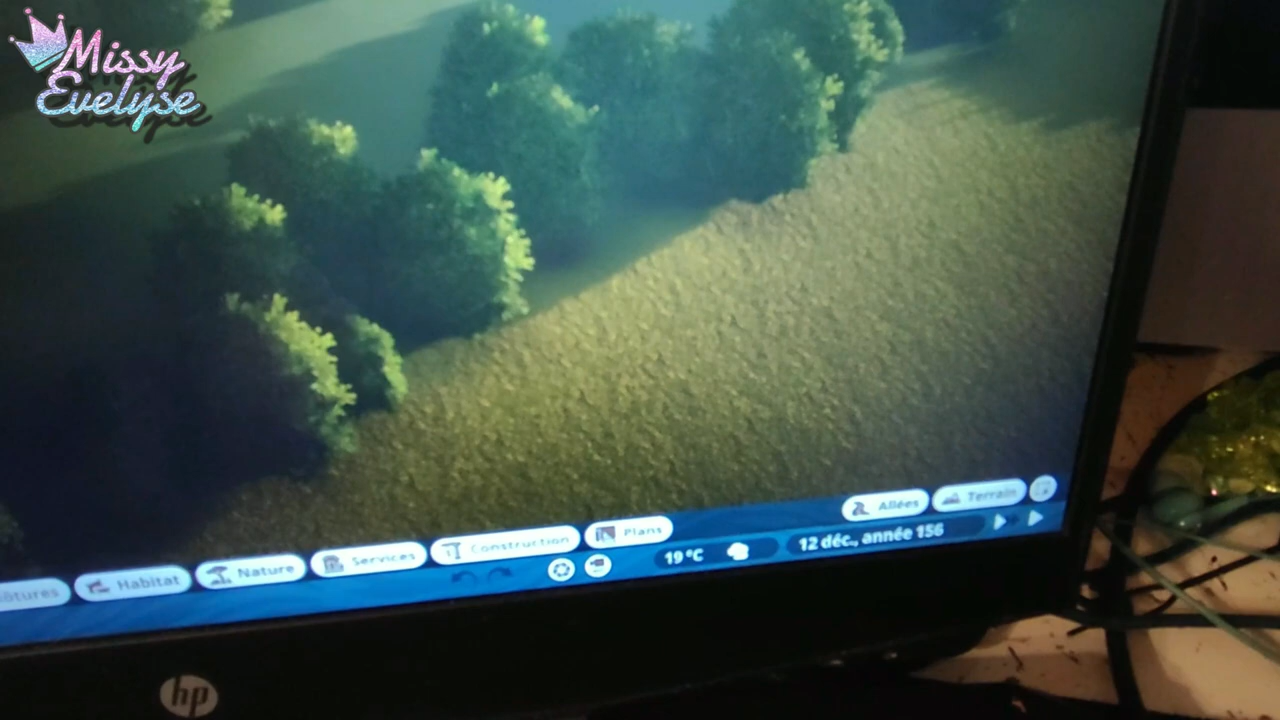 Missy
Evelyse
Allées
Terrain
Habitat
Nature
Services
Construction
Plans
19 °C
12 déc., année 156
hp